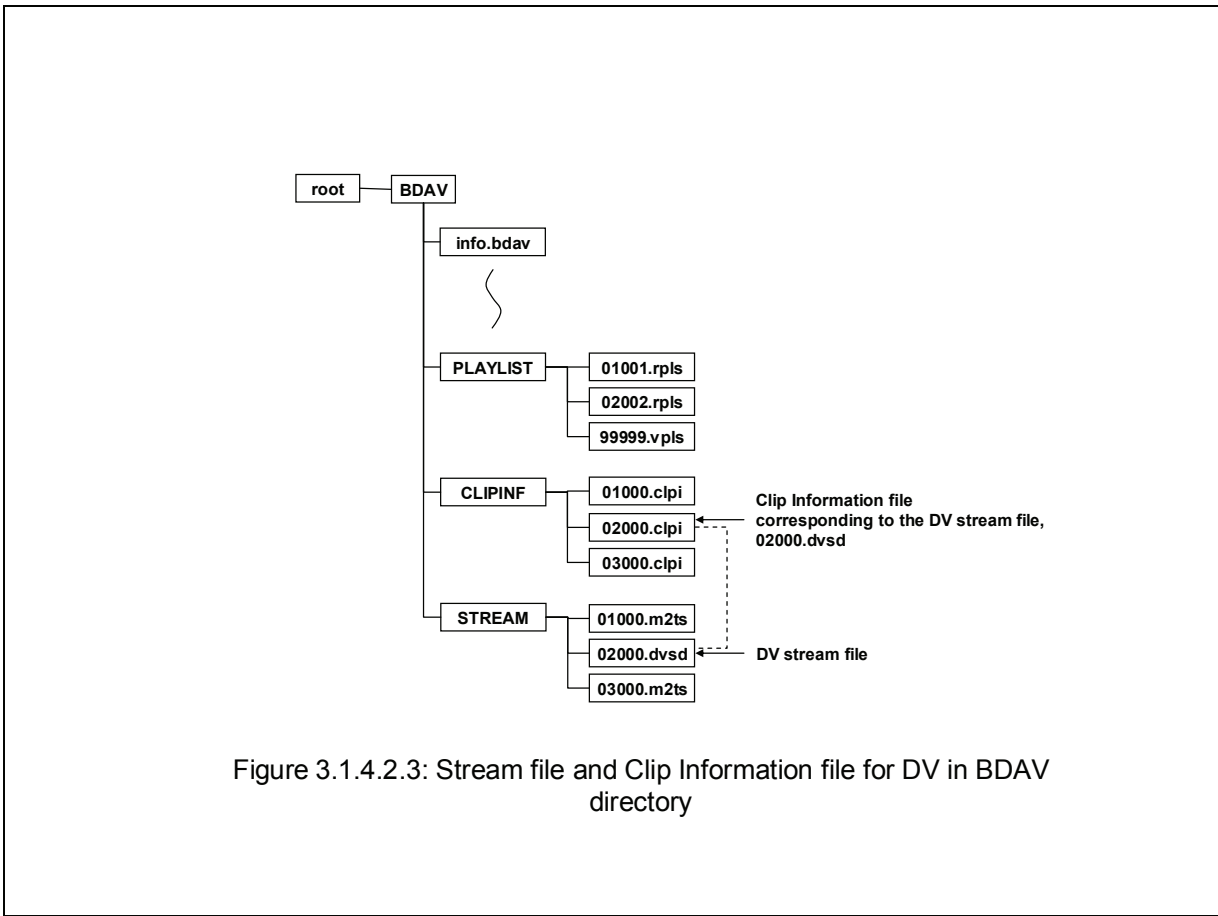 root
BDAV
info.bdav
PLAYLIST
01001.rpls
02002.rpls
99999.vpls
CLIPINF
01000.clpi
02000.clpi
03000.clpi
Clip Information file
corresponding to the DV stream file,
02000.dvsd
STREAM
01000.m2ts
02000.dvsd
03000.m2ts
DV stream file
Figure 3.1.4.2.3: Stream file and Clip Information file for DV in BDAV
directory